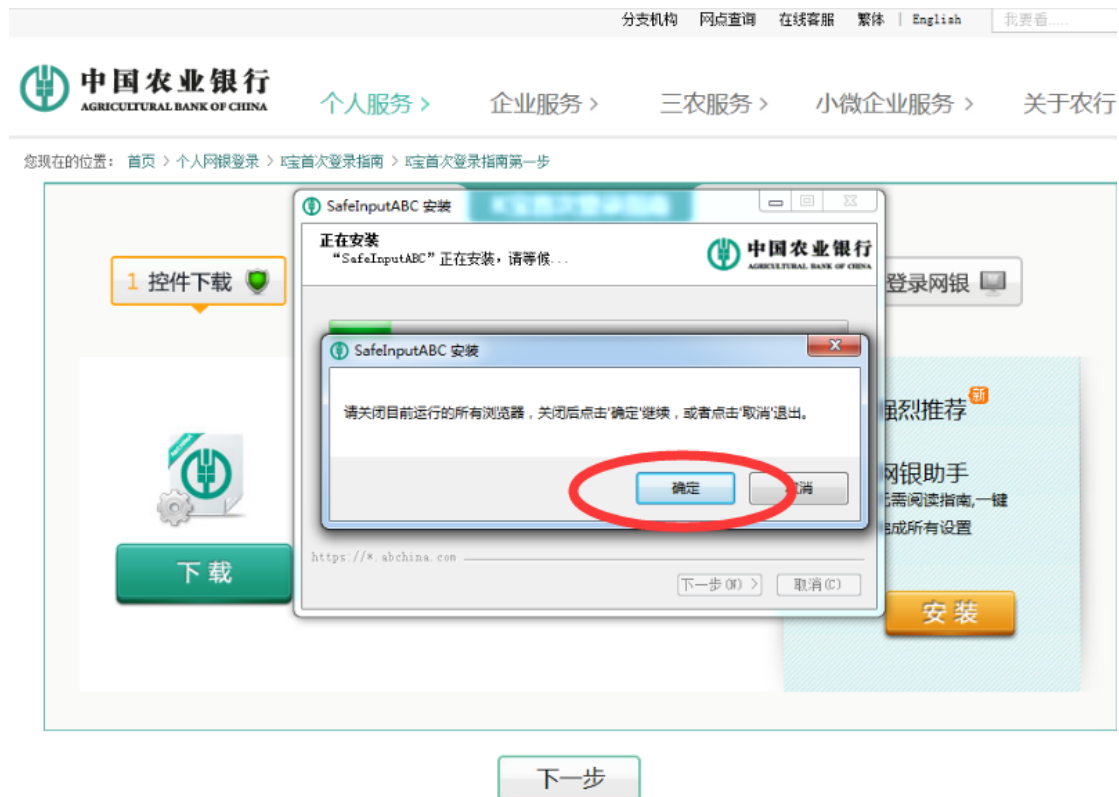 分支机构 网点查询 在线客服 繁体 | English 我要看.....
中国农业银行
AGRICULTURAL BANK OF CHINA
个人服务 > 企业服务 > 三农服务 > 小微企业服务 > 关于农行
您现在的位置： 首页 > 个人网银登录 > K宝首次登录指南 > K宝首次登录指南第一步
SafeInputABC 安装
正在安装
“SafeInputABC”正在安装，请等候...
中国农业银行
AGRICULTURAL BANK OF CHINA
1 控件下载
登录网银
SafeInputABC 安装
请关闭目前运行的所有浏览器，关闭后点击'确定'继续，或者点击'取消'退出。
确定
消
强烈推荐 新
网银助手
无需阅读指南,一键
完成所有设置
https://*.abchina.com
下一步(N) >
取消(C)
下 载
安 装
下一步